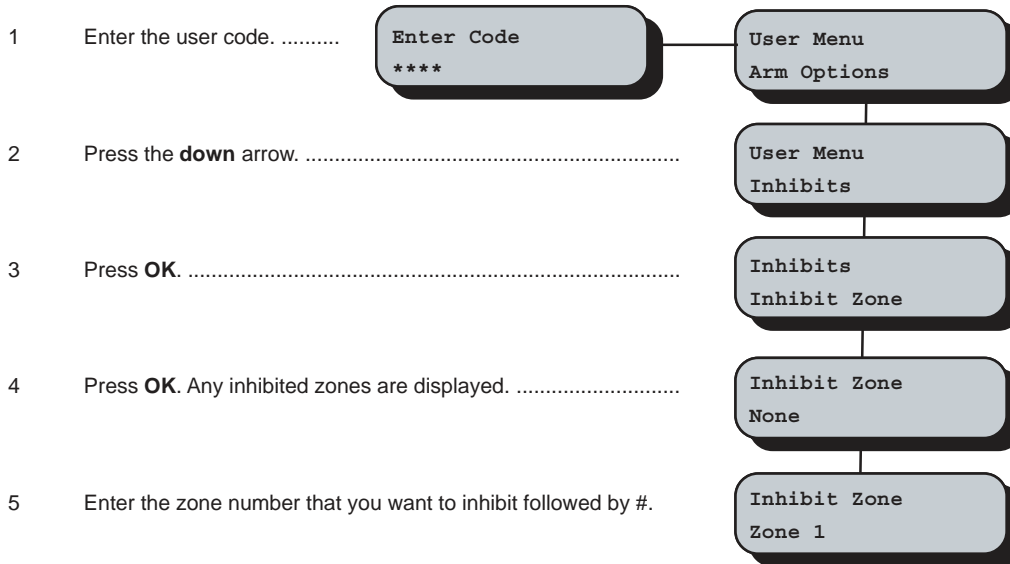 1 Enter the user code. .......... Enter Code User Menu
**** Arm Options
2 Press the down arrow. ................................................................ User Menu
Inhibits
3 Press OK. .................................................................................... Inhibits
Inhibit Zone
4 Press OK. Any inhibited zones are displayed. ............................ Inhibit Zone
None
5 Enter the zone number that you want to inhibit followed by #. Inhibit Zone
Zone 1